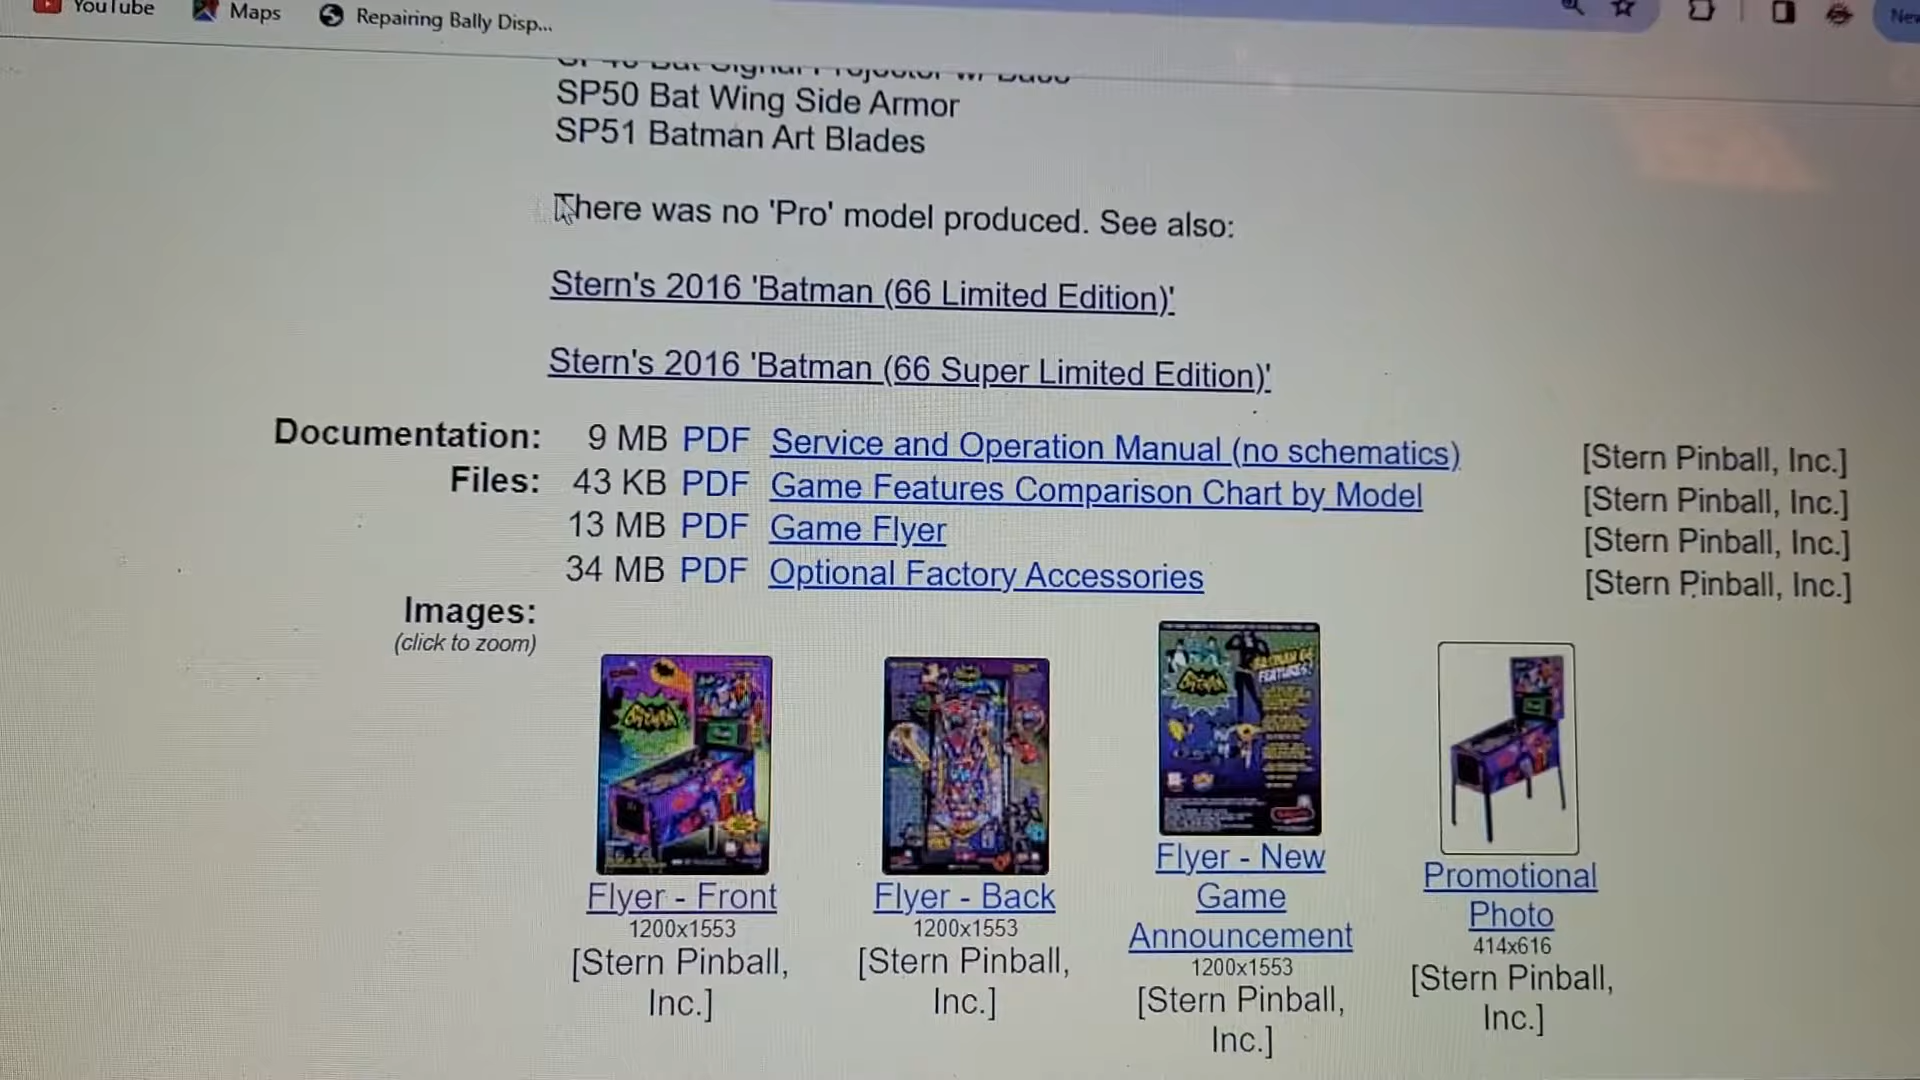 YouTube
Maps
Repairing Bally Disp...
New
SP50 Bat Wing Side Armor
SP51 Batman Art Blades
There was no 'Pro' model produced. See also:
Stern's 2016 'Batman (66 Limited Edition)'
Stern's 2016 'Batman (66 Super Limited Edition)'
Documentation: 9 MB PDF Service and Operation Manual (no schematics) [Stern Pinball, Inc.]
Files: 43 KB PDF Game Features Comparison Chart by Model [Stern Pinball, Inc.]
13 MB PDF Game Flyer [Stern Pinball, Inc.]
34 MB PDF Optional Factory Accessories [Stern Pinball, Inc.]
Images:
(click to zoom)
Flyer - Front
1200x1553
[Stern Pinball,
Inc.]
Flyer - Back
1200x1553
[Stern Pinball,
Inc.]
BATMAN 66
FEATURES!
Flyer - New
Game
Announcement
1200x1553
[Stern Pinball,
Inc.]
Promotional
Photo
414x616
[Stern Pinball,
Inc.]